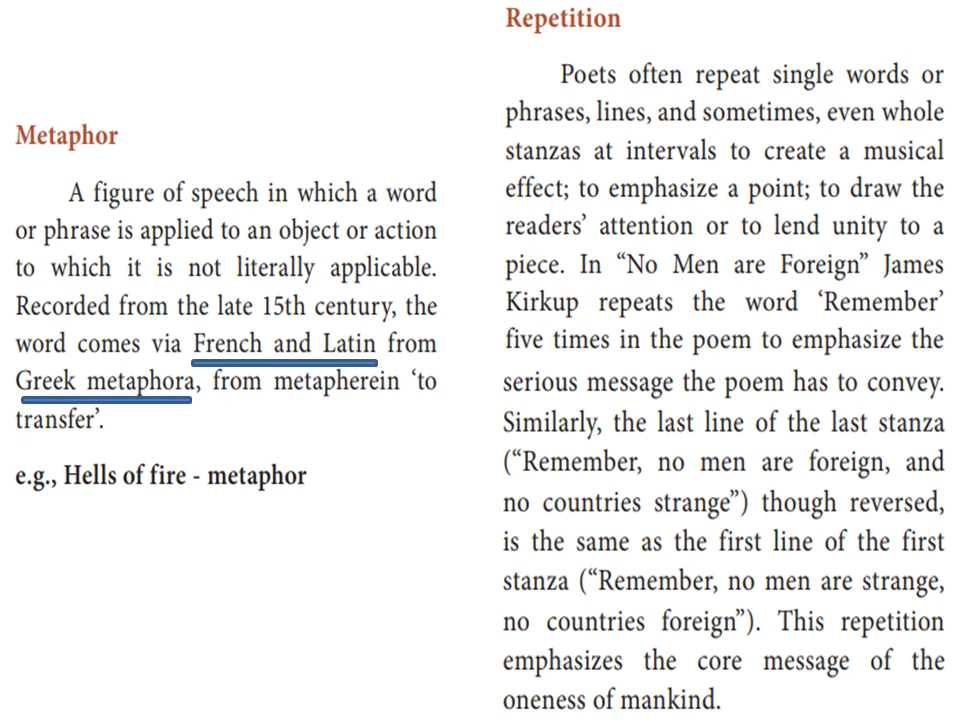 Metaphor
A figure of speech in which a word
or phrase is applied to an object or action
to which it is not literally applicable.
Recorded from the late 15th century, the
word comes via French and Latin from
Greek metaphora, from metapherein ‘to
transfer’.
e.g., Hells of fire - metaphor
Repetition
Poets often repeat single words or
phrases, lines, and sometimes, even whole
stanzas at intervals to create a musical
effect; to emphasize a point; to draw the
readers’ attention or to lend unity to a
piece. In “No Men are Foreign” James
Kirkup repeats the word ‘Remember’
five times in the poem to emphasize the
serious message the poem has to convey.
Similarly, the last line of the last stanza
(“Remember, no men are foreign, and
no countries strange”) though reversed,
is the same as the first line of the first
stanza (“Remember, no men are strange,
no countries foreign”). This repetition
emphasizes the core message of the
oneness of mankind.